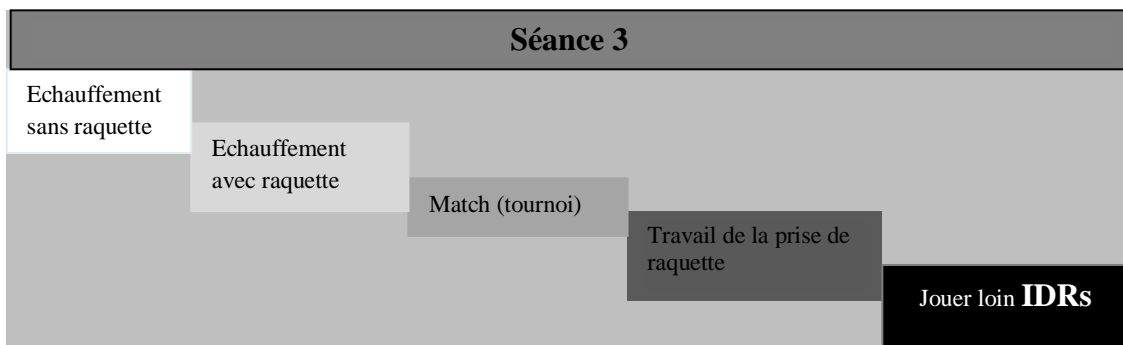 Séance 3
Echauffement
sans raquette
Echauffement
avec raquette
Match (tournoi)
Travail de la prise de
raquette
Jouer loin IDRs